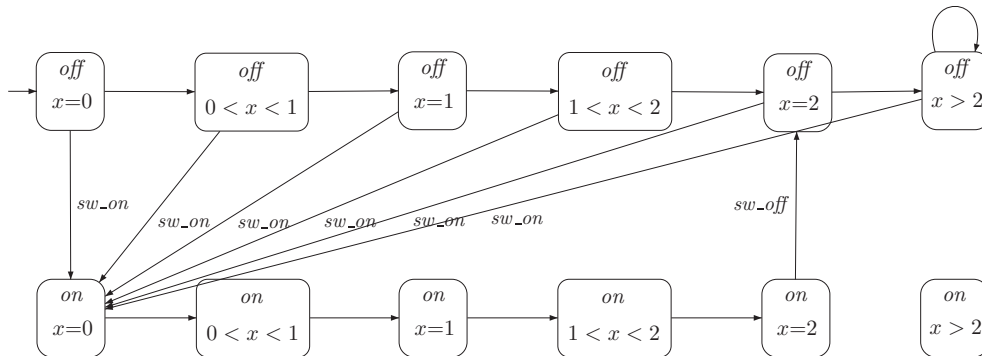 off off off off off off
x=0 0 < x < 1 x=1 1 < x < 2 x=2 x > 2
sw_on sw_on sw_on sw_on sw_on sw_on sw_off
on on on on on on
x=0 0 < x < 1 x=1 1 < x < 2 x=2 x > 2